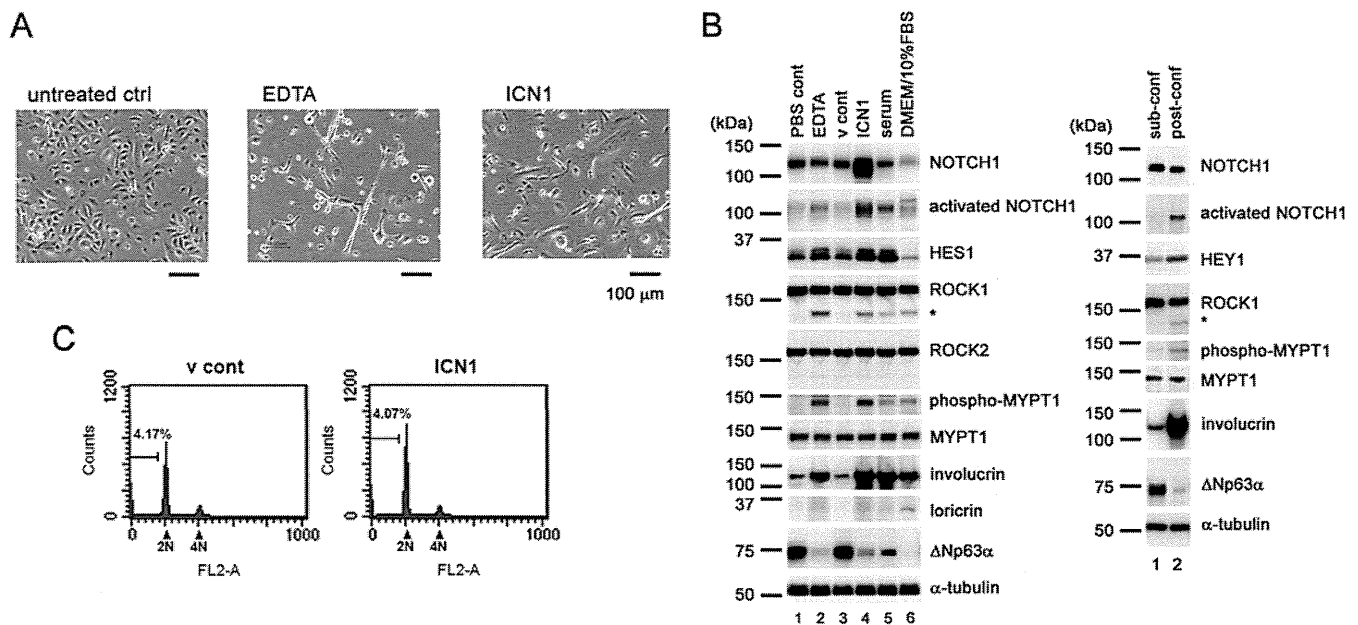 A
untreated ctrl
EDTA
ICN1
100 μm
B
PBS cont
EDTA
v cont
ICN1
serum
DMEM/10%FBS
(kDa)
150
100
NOTCH1
100
activated NOTCH1
37
HES1
150
ROCK1
*
150
ROCK2
150
phospho-MYPT1
150
MYPT1
150
100
involucrin
37
loricrin
75
ΔNp63α
50
α-tubulin
1 2 3 4 5 6
sub-conf
post-conf
(kDa)
150
100
NOTCH1
100
activated NOTCH1
37
HEY1
150
ROCK1
*
150
phospho-MYPT1
150
MYPT1
150
100
involucrin
75
ΔNp63α
50
α-tubulin
1 2
C
v cont
1200
Counts
0
4.17%
0
1000
2N
4N
FL2-A
ICN1
1200
Counts
0
4.07%
0
1000
2N
4N
FL2-A